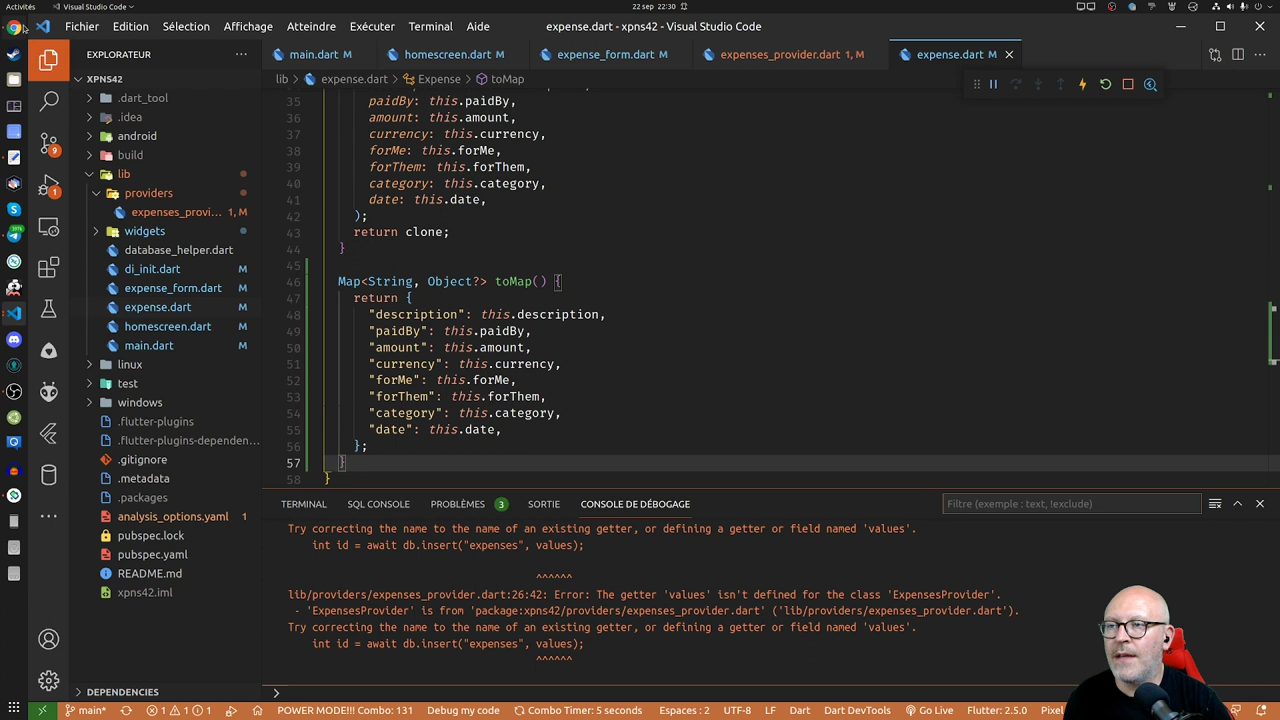 Activités
Visual Studio Code
22 sep 22:30
Fichier Edition Sélection Affichage Atteindre Exécuter Terminal Aide
expense.dart - xpns42 - Visual Studio Code
EXPLORATEUR
main.dart M
homescreen.dart M
expense_form.dart M
expenses_provider.dart 1, M
expense.dart M
XPNS42
lib > expense.dart > Expense > toMap
.dart_tool
.idea
android
build
lib
providers
expenses_provi... 1, M
widgets
database_helper.dart
di_init.dart M
expense_form.dart M
expense.dart M
homescreen.dart M
main.dart M
linux
test
windows
.flutter-plugins
.flutter-plugins-dependen...
.gitignore
.metadata
.packages
analysis_options.yaml 1
pubspec.lock
pubspec.yaml
README.md
xpns42.iml
DEPENDENCIES
9
1
35 paidBy: this.paidBy,
36 amount: this.amount,
37 currency: this.currency,
38 forMe: this.forMe,
39 forThem: this.forThem,
40 category: this.category,
41 date: this.date,
42 );
43 return clone;
44 }
45
46 Map<String, Object?> toMap() {
47 return {
48 "description": this.description,
49 "paidBy": this.paidBy,
50 "amount": this.amount,
51 "currency": this.currency,
52 "forMe": this.forMe,
53 "forThem": this.forThem,
54 "category": this.category,
55 "date": this.date,
56 };
57 }
58 }
TERMINAL SQL CONSOLE PROBLÈMES 3 SORTIE CONSOLE DE DÉBOGAGE
Filtre (exemple : text, !exclude)
Try correcting the name to the name of an existing getter, or defining a getter or field named 'values'.
int id = await db.insert("expenses", values);
^^^^^^
lib/providers/expenses_provider.dart:26:42: Error: The getter 'values' isn't defined for the class 'ExpensesProvider'.
- 'ExpensesProvider' is from 'package:xpns42/providers/expenses_provider.dart' ('lib/providers/expenses_provider.dart').
Try correcting the name to the name of an existing getter, or defining a getter or field named 'values'.
int id = await db.insert("expenses", values);
^^^^^^
main* 1 1 1 POWER MODE!!! Combo: 131 Debug my code Combo Timer: 5 seconds Espaces : 2 UTF-8 LF Dart Dart DevTools Go Live Flutter: 2.5.0 Pixel